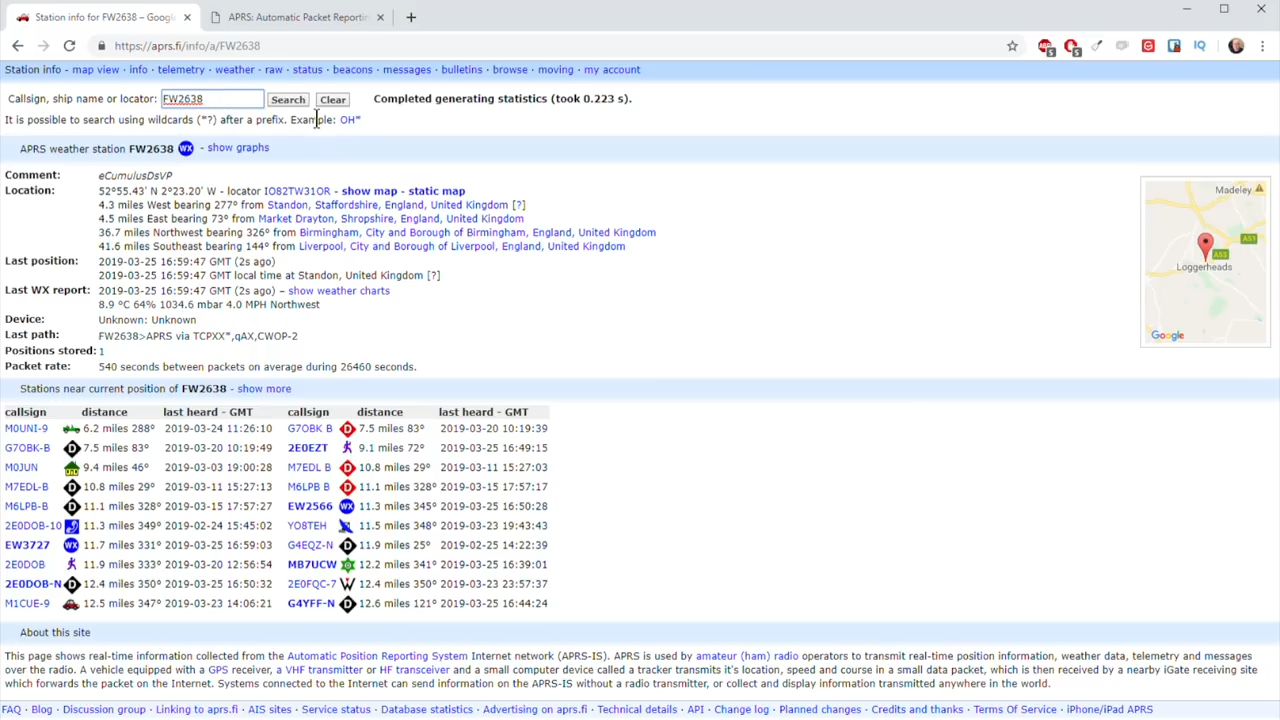 Station info for FW2638 – Googl
APRS: Automatic Packet Reportin
https://aprs.fi/info/a/FW2638
Station info - map view - info - telemetry - weather - raw - status - beacons - messages - bulletins - browse - moving - my account
Callsign, ship name or locator: FW2638 Search Clear Completed generating statistics (took 0.223 s).
It is possible to search using wildcards (*?) after a prefix. Example: OH*
APRS weather station FW2638 WX - show graphs
Comment: eCumulusDsVP
Location: 52°55.43' N 2°23.20' W - locator IO82TW31OR - show map - static map
4.3 miles West bearing 277° from Standon, Staffordshire, England, United Kingdom [?]
4.5 miles East bearing 73° from Market Drayton, Shropshire, England, United Kingdom
36.7 miles Northwest bearing 326° from Birmingham, City and Borough of Birmingham, England, United Kingdom
41.6 miles Southeast bearing 144° from Liverpool, City and Borough of Liverpool, England, United Kingdom
Last position: 2019-03-25 16:59:47 GMT (2s ago)
2019-03-25 16:59:47 GMT local time at Standon, United Kingdom [?]
Last WX report: 2019-03-25 16:59:47 GMT (2s ago) – show weather charts
8.9 °C 64% 1034.6 mbar 4.0 MPH Northwest
Device: Unknown: Unknown
Last path: FW2638>APRS via TCPXX*,qAX,CWOP-2
Positions stored: 1
Packet rate: 540 seconds between packets on average during 26460 seconds.
Madeley
A51
A53
Loggerheads
Google
Stations near current position of FW2638 - show more
callsign distance last heard - GMT callsign distance last heard - GMT
M0UNI-9 6.2 miles 288° 2019-03-24 11:26:10 G7OBK B D 7.5 miles 83° 2019-03-20 10:19:39
G7OBK-B D 7.5 miles 83° 2019-03-20 10:19:49 2E0EZT 9.1 miles 72° 2019-03-25 16:49:15
M0JUN 9.4 miles 46° 2019-03-03 19:00:28 M7EDL B D 10.8 miles 29° 2019-03-11 15:27:03
M7EDL-B D 10.8 miles 29° 2019-03-11 15:27:13 M6LPB B D 11.1 miles 328° 2019-03-15 17:57:17
M6LPB-B D 11.1 miles 328° 2019-03-15 17:57:27 EW2566 WX 11.3 miles 345° 2019-03-25 16:50:28
2E0DOB-10 11.3 miles 349° 2019-02-24 15:45:02 YO8TEH 11.5 miles 348° 2019-03-23 19:43:43
EW3727 WX 11.7 miles 331° 2019-03-25 16:59:03 G4EQZ-N D 11.9 miles 25° 2019-02-25 14:22:39
2E0DOB 11.9 miles 333° 2019-03-20 12:56:54 MB7UCW 12.2 miles 341° 2019-03-25 16:39:01
2E0DOB-N D 12.4 miles 350° 2019-03-25 16:50:32 2E0FQC-7 W 12.4 miles 350° 2019-03-23 23:57:37
M1CUE-9 12.5 miles 347° 2019-03-23 14:06:21 G4YFF-N D 12.6 miles 121° 2019-03-25 16:44:24
About this site
This page shows real-time information collected from the Automatic Position Reporting System Internet network (APRS-IS). APRS is used by amateur (ham) radio operators to transmit real-time position information, weather data, telemetry and messages
over the radio. A vehicle equipped with a GPS receiver, a VHF transmitter or HF transceiver and a small computer device called a tracker transmits it's location, speed and course in a small data packet, which is then received by a nearby iGate receiving site
which forwards the packet on the Internet. Systems connected to the Internet can send information on the APRS-IS without a radio transmitter, or collect and display information transmitted anywhere in the world.
FAQ · Blog · Discussion group · Linking to aprs.fi · AIS sites · Service status · Database statistics · Advertising on aprs.fi · Technical details · API · Change log · Planned changes · Credits and thanks · Terms Of Service · iPhone/iPad APRS